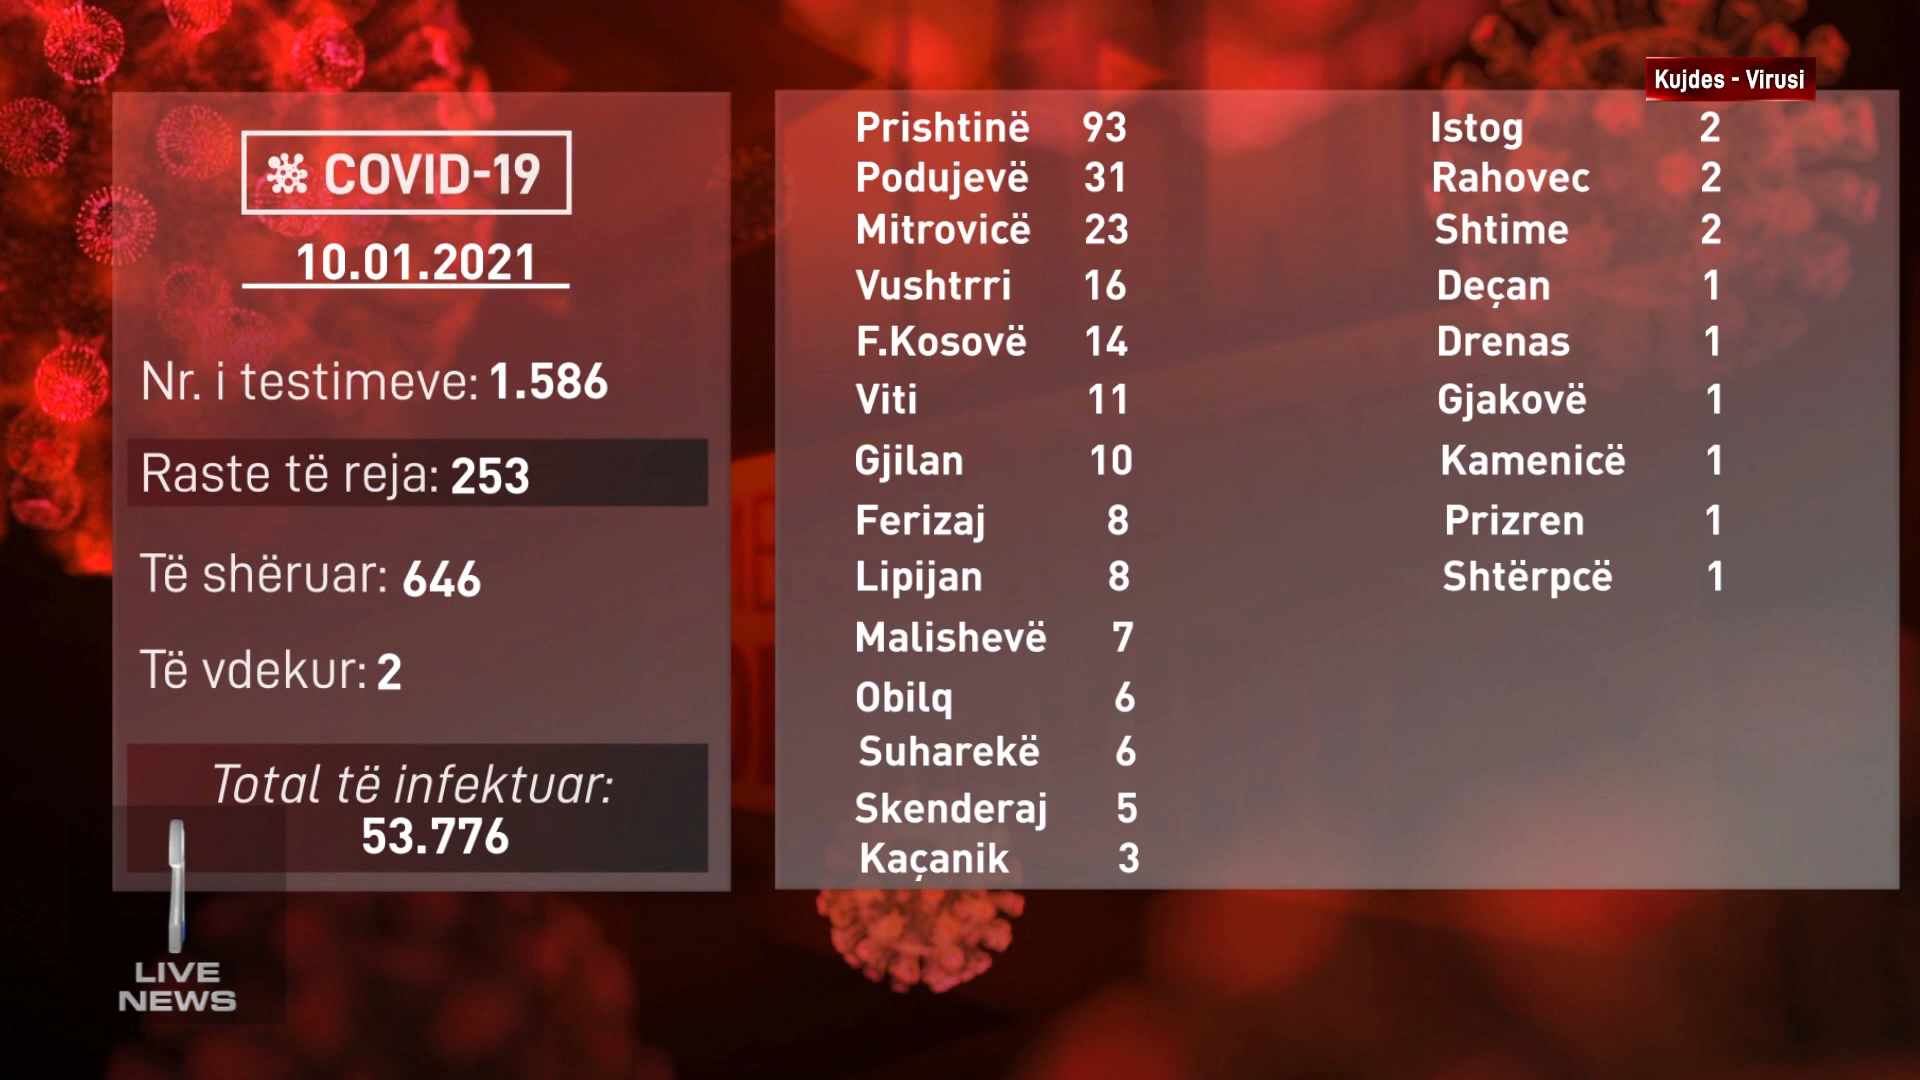 Kujdes - Virusi
COVID-19
10.01.2021
Nr. i testimeve: 1.586
Raste të reja: 253
Të shëruar: 646
Të vdekur: 2
Total të infektuar:
53.776
LIVE
NEWS
Prishtinë 93
Podujevë 31
Mitrovicë 23
Vushtrri 16
F.Kosovë 14
Viti 11
Gjilan 10
Ferizaj 8
Lipijan 8
Malishevë 7
Obilq 6
Suharekë 6
Skenderaj 5
Kaçanik 3
Istog 2
Rahovec 2
Shtime 2
Deçan 1
Drenas 1
Gjakovë 1
Kamenicë 1
Prizren 1
Shtërpcë 1